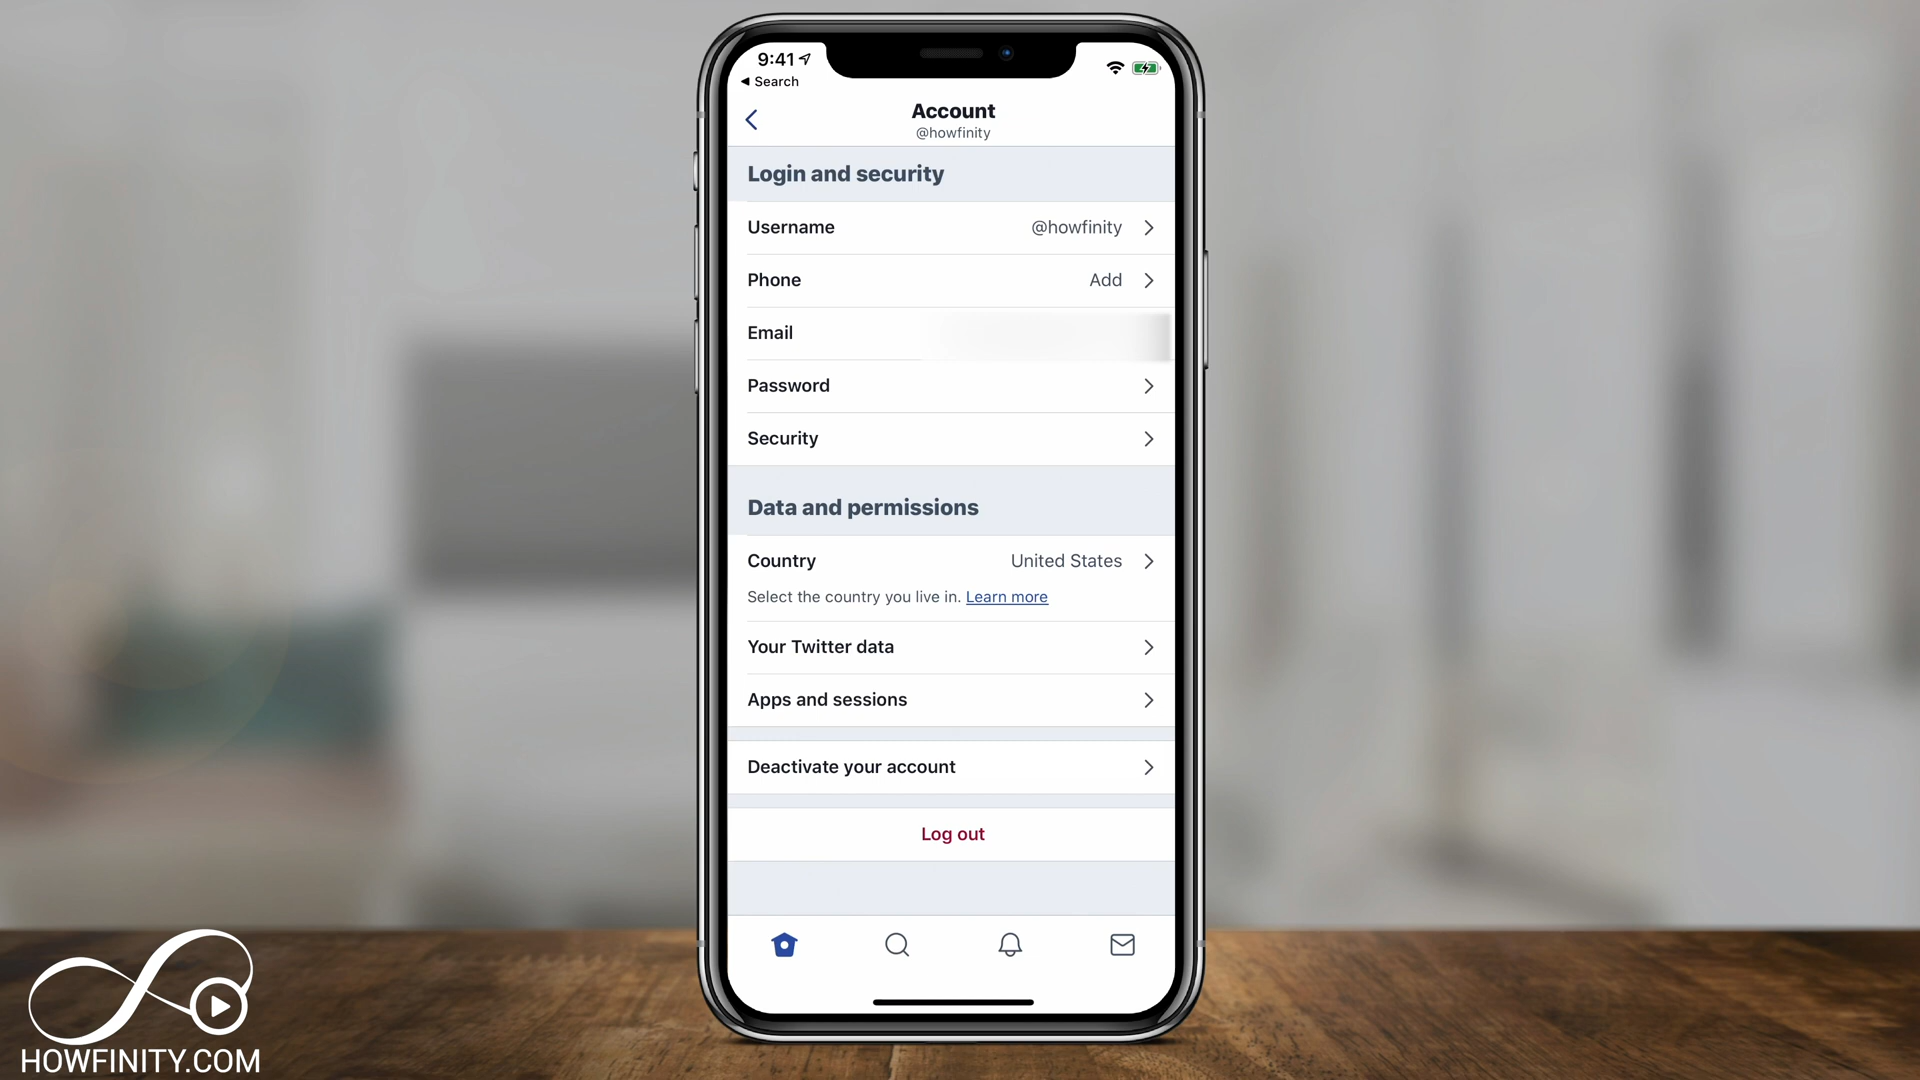 9:41
Search
Account
@howfinity
Login and security
Username @howfinity
Phone Add
Email
Password
Security
Data and permissions
Country United States
Select the country you live in. Learn more
Your Twitter data
Apps and sessions
Deactivate your account
Log out
HOWFINITY.COM